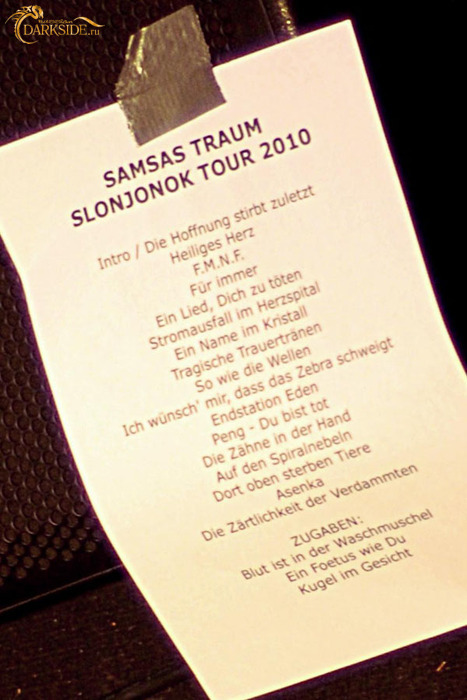 DARKSIDE.ru
SAMSAS TRAUM
SLONJONOK TOUR 2010
Intro / Die Hoffnung stirbt zuletzt
Heiliges Herz
F.M.N.F.
Für immer
Ein Lied, Dich zu töten
Stromausfall im Herzspital
Ein Name im Kristall
Tragische Trauertränen
So wie die Wellen
Ich wünsch' mir, dass das Zebra schweigt
Endstation Eden
Peng - Du bist tot
Die Zähne in der Hand
Auf den Spiralnebeln
Dort oben sterben Tiere
Asenka
Die Zärtlichkeit der Verdammten
ZUGABEN:
Blut ist in der Waschmuschel
Ein Foetus wie Du
Kugel im Gesicht